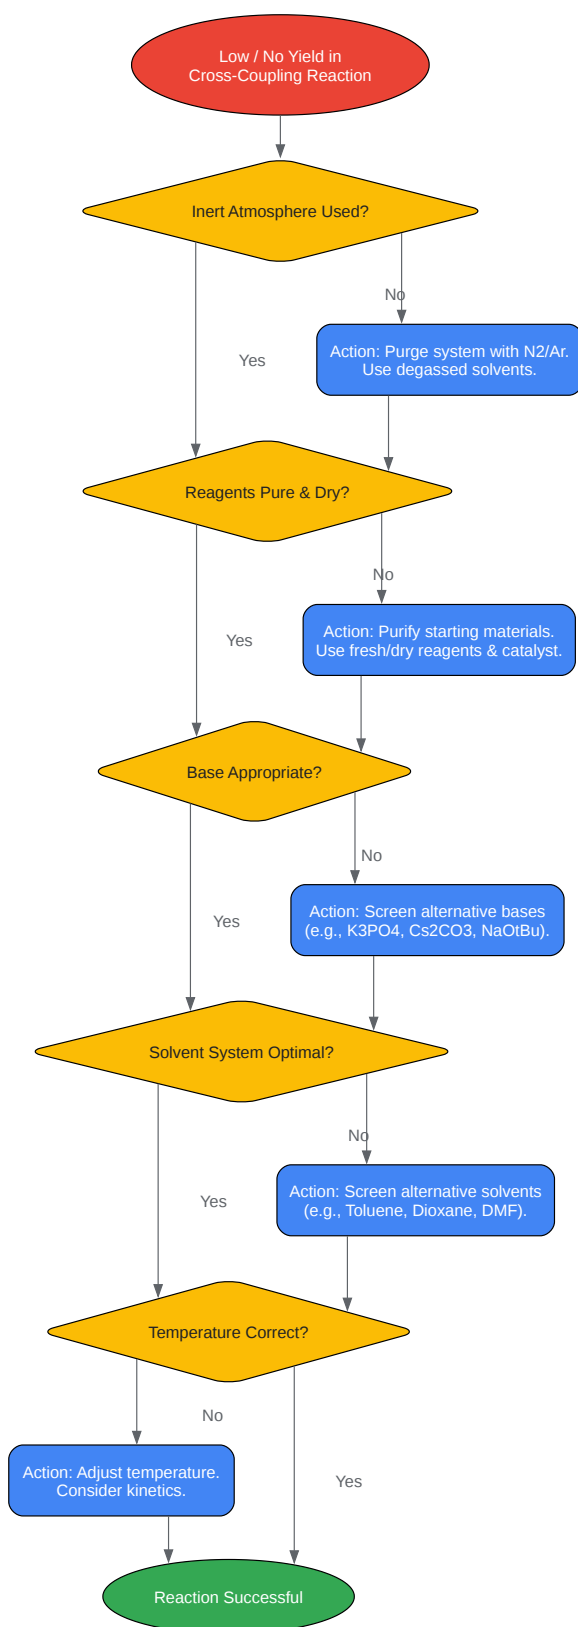 Low / No Yield in
Cross-Coupling Reaction
Inert Atmosphere Used?
No
Action: Purge system with N2/Ar.
Use degassed solvents.
Yes
Reagents Pure & Dry?
No
Action: Purify starting materials.
Use fresh/dry reagents & catalyst.
Yes
Base Appropriate?
No
Action: Screen alternative bases
(e.g., K3PO4, Cs2CO3, NaOtBu).
Yes
Solvent System Optimal?
No
Action: Screen alternative solvents
(e.g., Toluene, Dioxane, DMF).
Yes
Temperature Correct?
No
Action: Adjust temperature.
Consider kinetics.
Yes
Reaction Successful